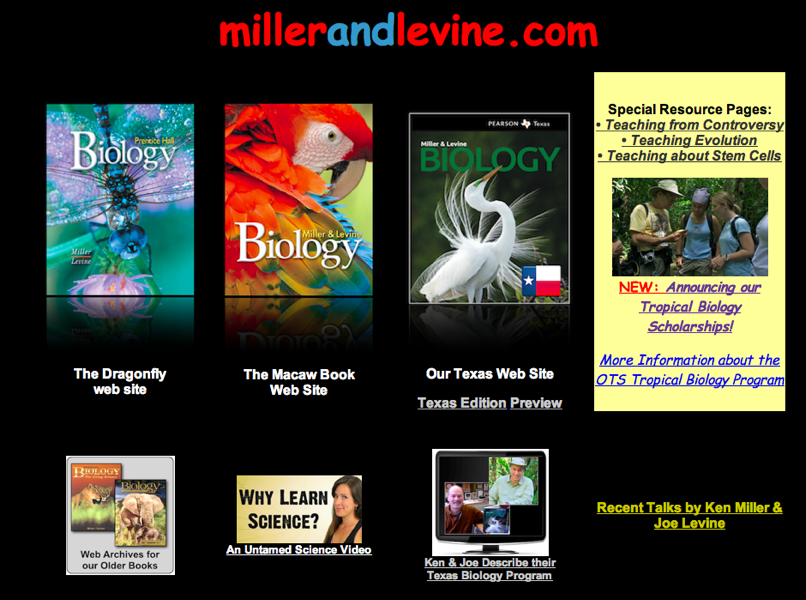 millerandlevine.com
Prentice Hall
Biology
Miller
Levine
Miller & Levine
Biology
PEARSON Texas
Miller & Levine
BIOLOGY
Special Resource Pages:
• Teaching from Controversy
• Teaching Evolution
• Teaching about Stem Cells
NEW: Announcing our
Tropical Biology
Scholarships!
More Information about the
OTS Tropical Biology Program
The Dragonfly
web site
The Macaw Book
Web Site
Our Texas Web Site
Texas Edition Preview
BIOLOGY
Biology
Web Archives for
our Older Books
WHY LEARN
SCIENCE?
An Untamed Science Video
Ken & Joe Describe their
Texas Biology Program
Recent Talks by Ken Miller &
Joe Levine